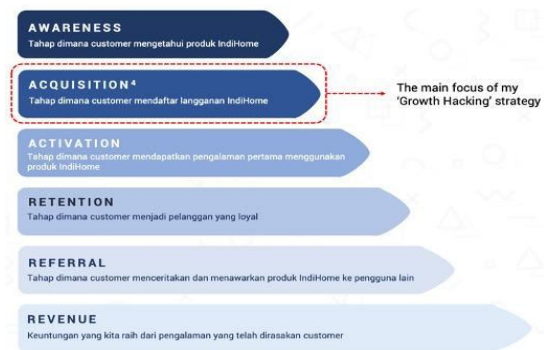 AWARENESS
Tahap dimana customer mengetahui produk IndiHome
ACQUISITION⁴
Tahap dimana customer mendaftar langganan IndiHome
The main focus of my
'Growth Hacking' strategy
ACTIVATION
Tahap dimana customer mendapatkan pengalaman pertama menggunakan
produk IndiHome
RETENTION
Tahap dimana customer menjadi pelanggan yang loyal
REFERRAL
Tahap dimana customer menceritakan dan menawarkan produk IndiHome ke pengguna lain
REVENUE
Keuntungan yang kita raih dari pengalaman yang telah dirasakan customer